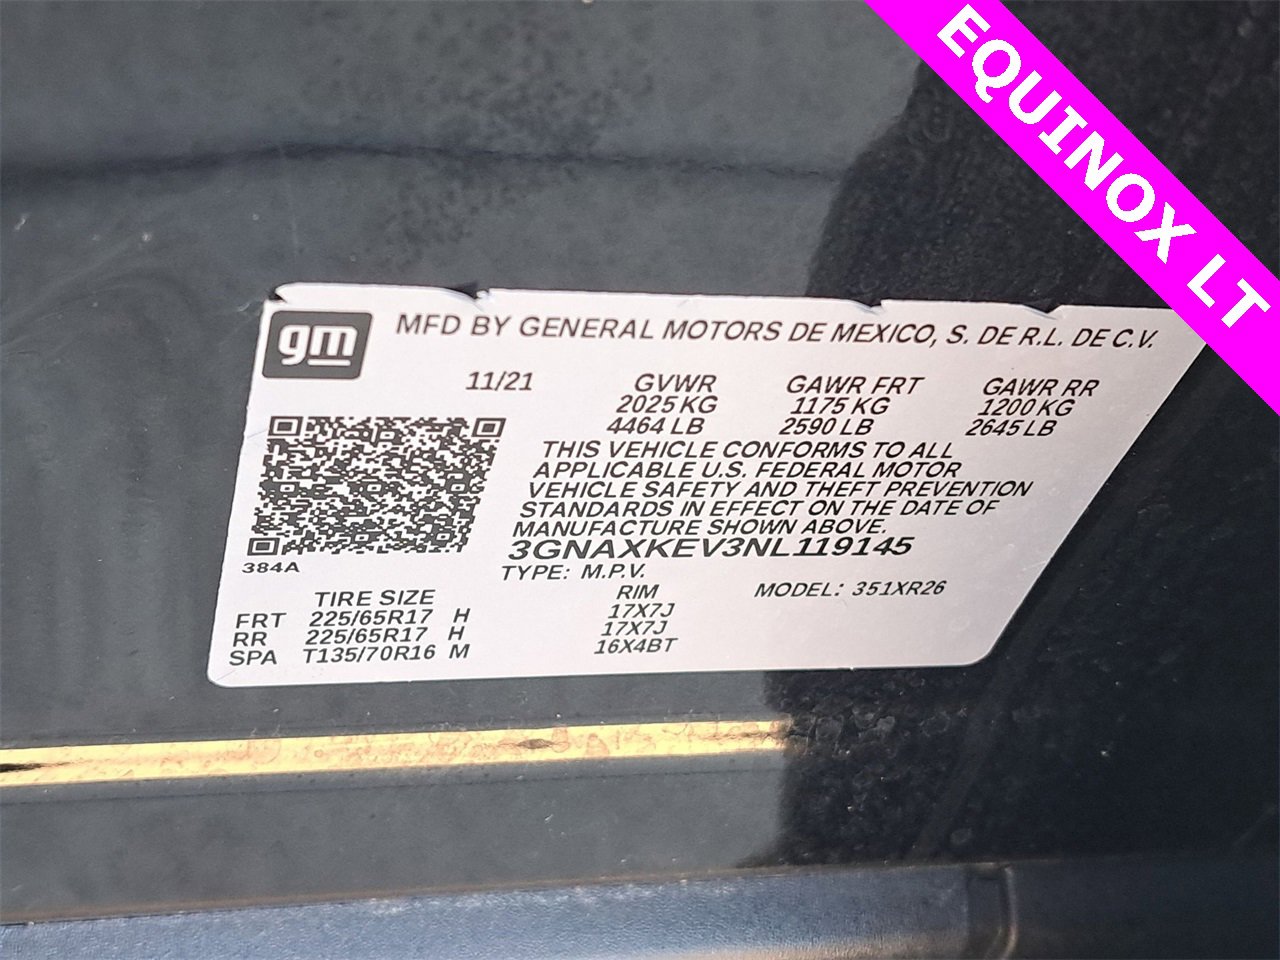 EQUINOX LT
gm MFD BY GENERAL MOTORS DE MEXICO, S. DE R.L. DE C.V.
11/21 GVWR GAWR FRT GAWR RR
2025 KG 1175 KG 1200 KG
4464 LB 2590 LB 2645 LB
THIS VEHICLE CONFORMS TO ALL
APPLICABLE U.S. FEDERAL MOTOR
VEHICLE SAFETY AND THEFT PREVENTION
STANDARDS IN EFFECT ON THE DATE OF
MANUFACTURE SHOWN ABOVE.
3GNAXKEV3NL119145
384A
TYPE: M.P.V. MODEL: 351XR26
TIRE SIZE RIM
FRT 225/65R17 H 17X7J
RR 225/65R17 H 17X7J
SPA T135/70R16 M 16X4BT